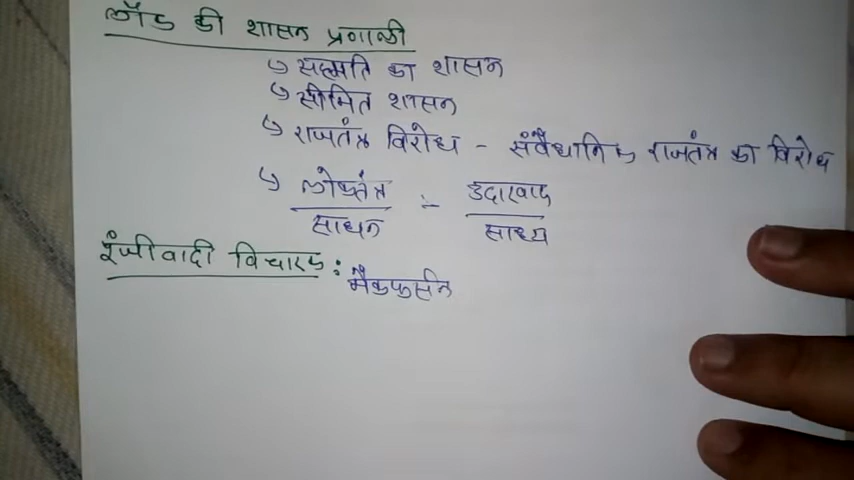 लॉक की शासन प्रणाली
↳ सहमति का शासन
↳ सीमित शासन
↳ राजतंत्र विरोध - संवैधानिक राजतंत्र का विरोध
↳ लोकतंत्र :- उदारवाद
साधन साध्य
पूंजीवादी विचारक : मैकफर्सन